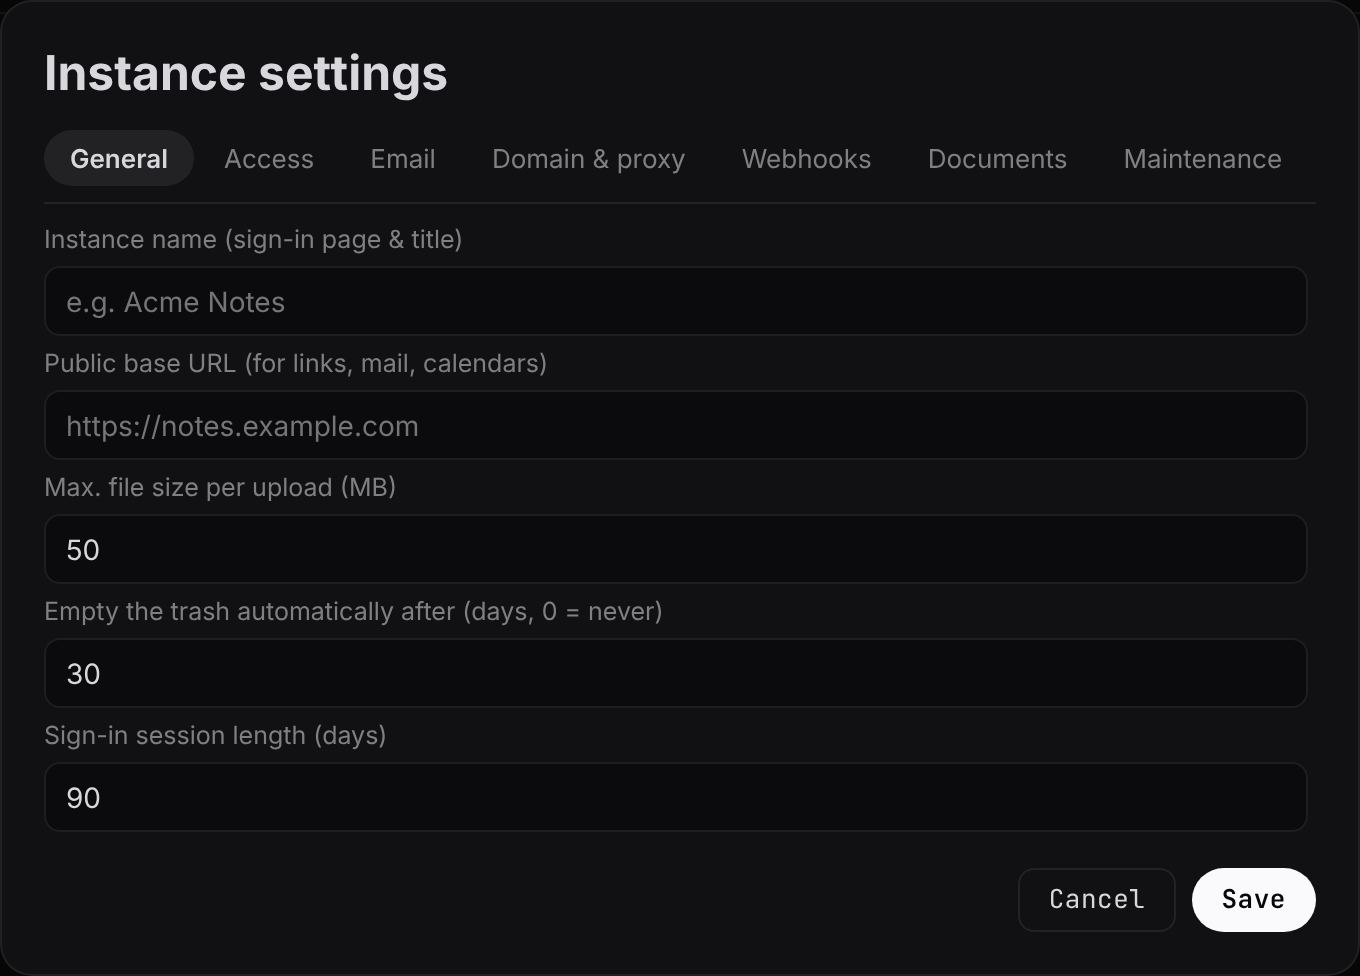 Instance settings
General Access Email Domain & proxy Webhooks Documents Maintenance
Instance name (sign-in page & title)
e.g. Acme Notes
Public base URL (for links, mail, calendars)
https://notes.example.com
Max. file size per upload (MB)
50
Empty the trash automatically after (days, 0 = never)
30
Sign-in session length (days)
90
Cancel Save